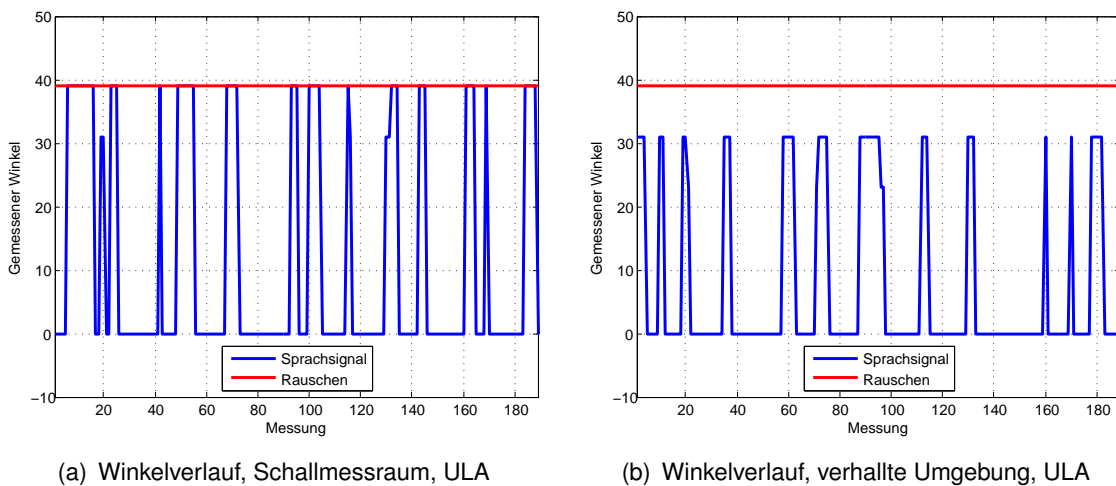 50
40
30
20
10
0
−10
Gemessener Winkel
20 40 60 80 100 120 140 160 180
Messung
Sprachsignal
Rauschen
(a) Winkelverlauf, Schallmessraum, ULA
50
40
30
20
10
0
−10
Gemessener Winkel
20 40 60 80 100 120 140 160 180
Messung
Sprachsignal
Rauschen
(b) Winkelverlauf, verhallte Umgebung, ULA